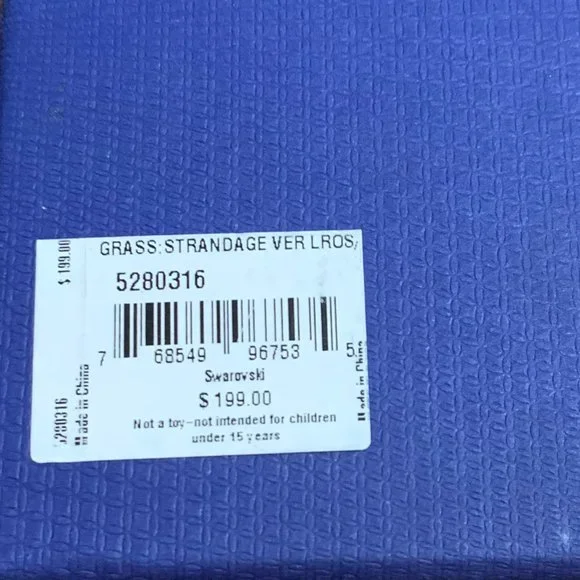 GRASS:STRANDAGE VER LROS/
5280316
7 68549 96753 5
Swarovski
$ 199.00
Not a toy-not intended for children
under 15 years
$ 199.00
5280316
Made in China
Made in China